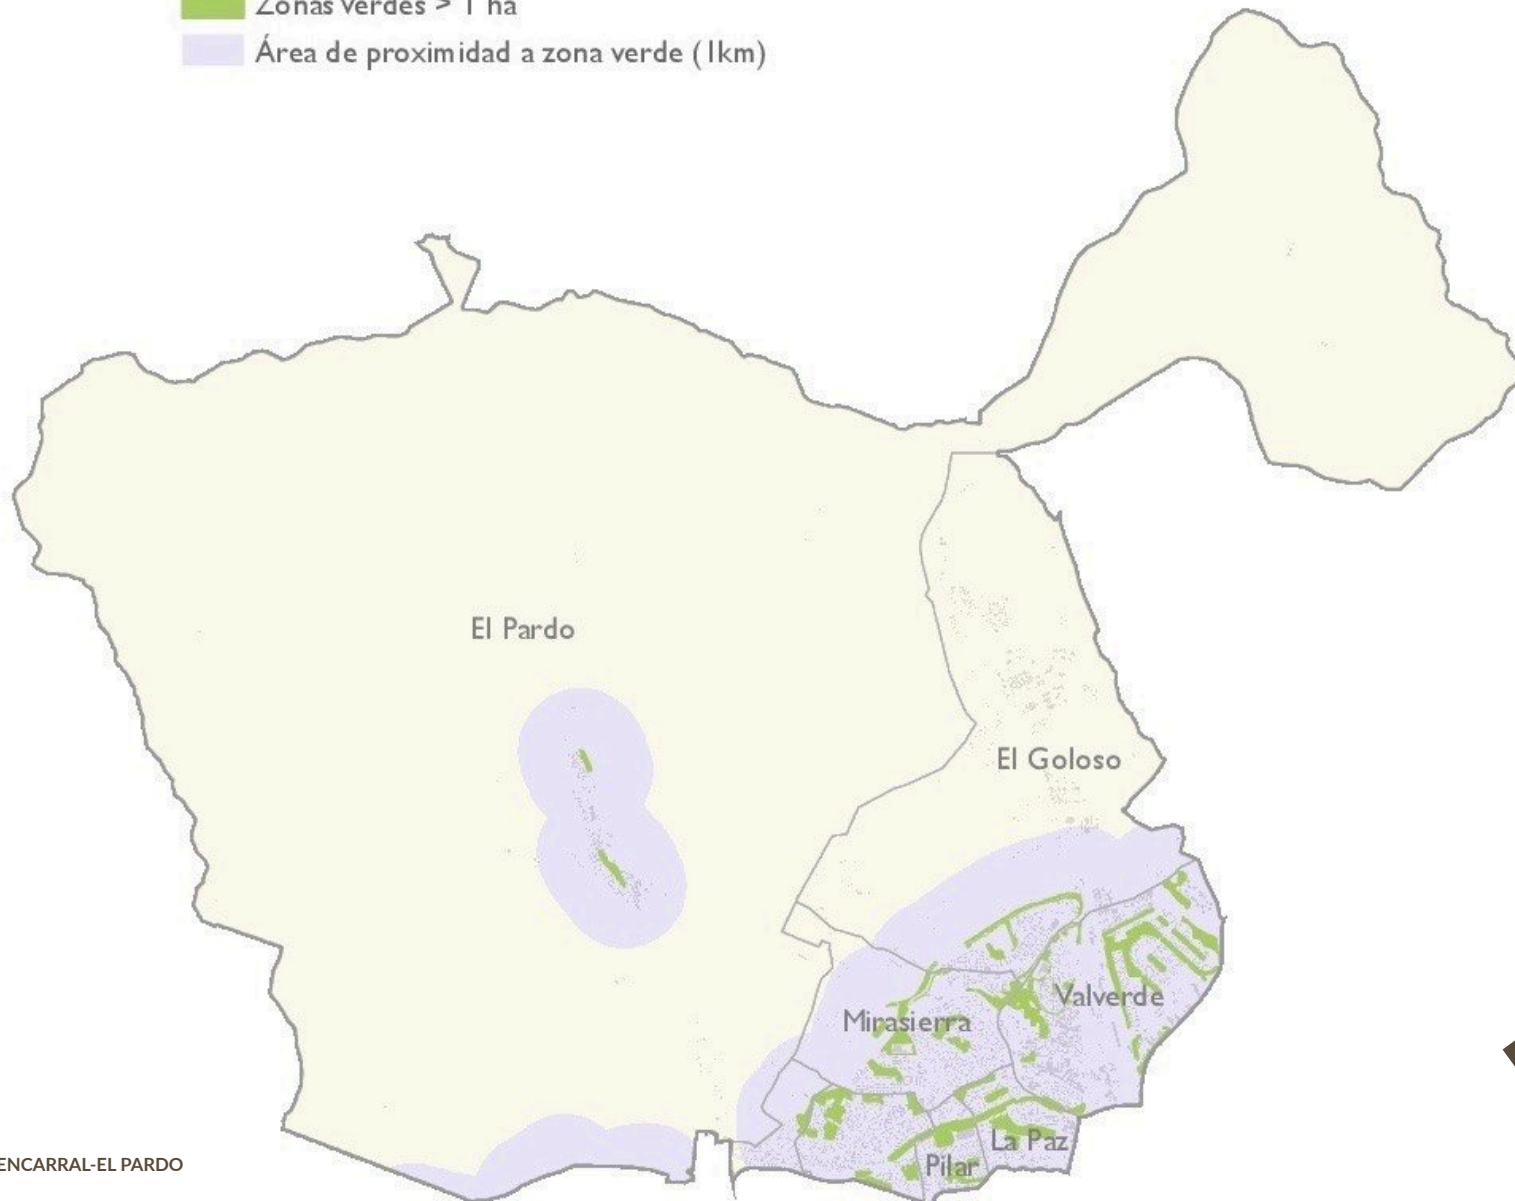 Zonas verdes > 1 ha
Área de proximidad a zona verde (1km)
El Pardo
El Goloso
Valverde
Mirasierra
La Paz
Pilar
ENCARRAL-EL PARDO